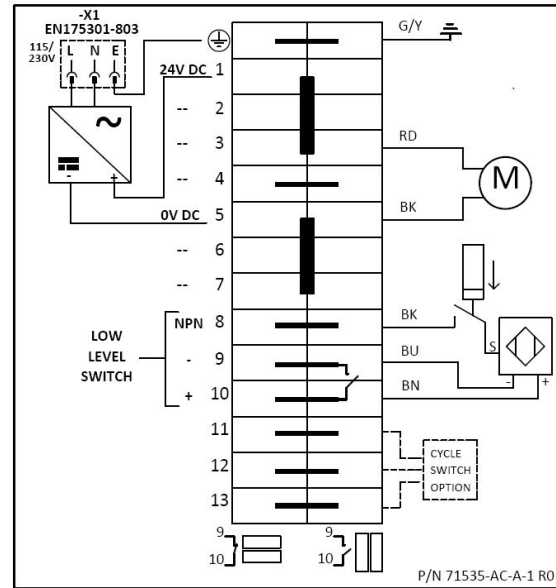 -X1
EN175301-803
115/
230V
L N E
24V DC
1
-- 2
-- 3
-- 4
0V DC
5
-- 6
-- 7
NPN 8
- 9
+ 10
LOW
LEVEL
SWITCH
11
12
13
G/Y
RD
M
BK
BK
S
BU
- +
BN
CYCLE
SWITCH
OPTION
- +
9
10
9
10
P/N 71535-AC-A-1 R0